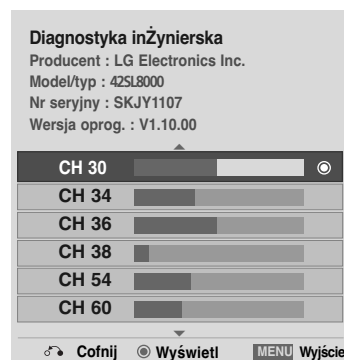 Diagnostyka inŻynierska
Producent : LG Electronics Inc.
Model/typ : 42SL8000
Nr seryjny : SKJY1107
Wersja oprog. : V1.10.00
CH 30
CH 34
CH 36
CH 38
CH 54
CH 60
Cofnij Wyświetl MENU Wyjście